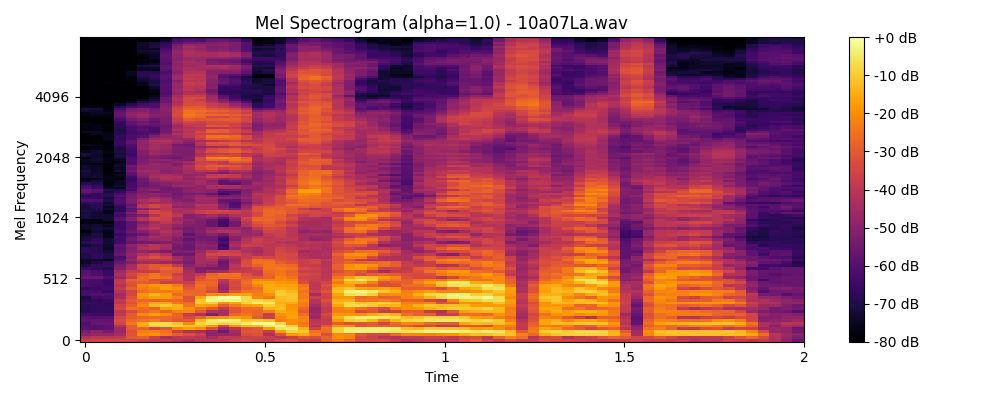 Mel Spectrogram (alpha=1.0) - 10a07La.wav
Mel Frequency
4096
2048
1024
512
0
0
0.5
1
1.5
2
Time
+0 dB
-10 dB
-20 dB
-30 dB
-40 dB
-50 dB
-60 dB
-70 dB
-80 dB